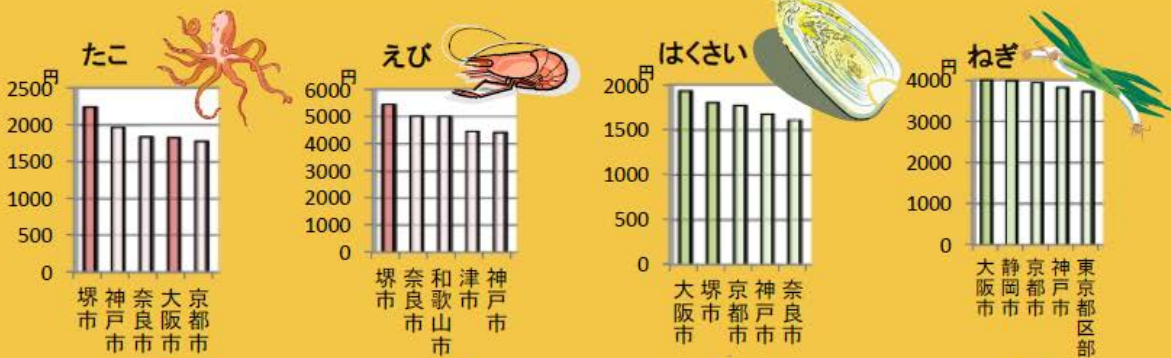 たこ
円
2500
2000
1500
1000
500
0
堺市
神戸市
奈良市
大阪市
京都市
えび
円
6000
5000
4000
3000
2000
1000
0
堺市
奈良市
和歌山市
津市
神戸市
はくさい
円
2000
1500
1000
500
0
大阪市
堺市
京都市
神戸市
奈良市
ねぎ
円
4000
3000
2000
1000
0
大阪市
静岡市
京都市
神戸市
東京都区部